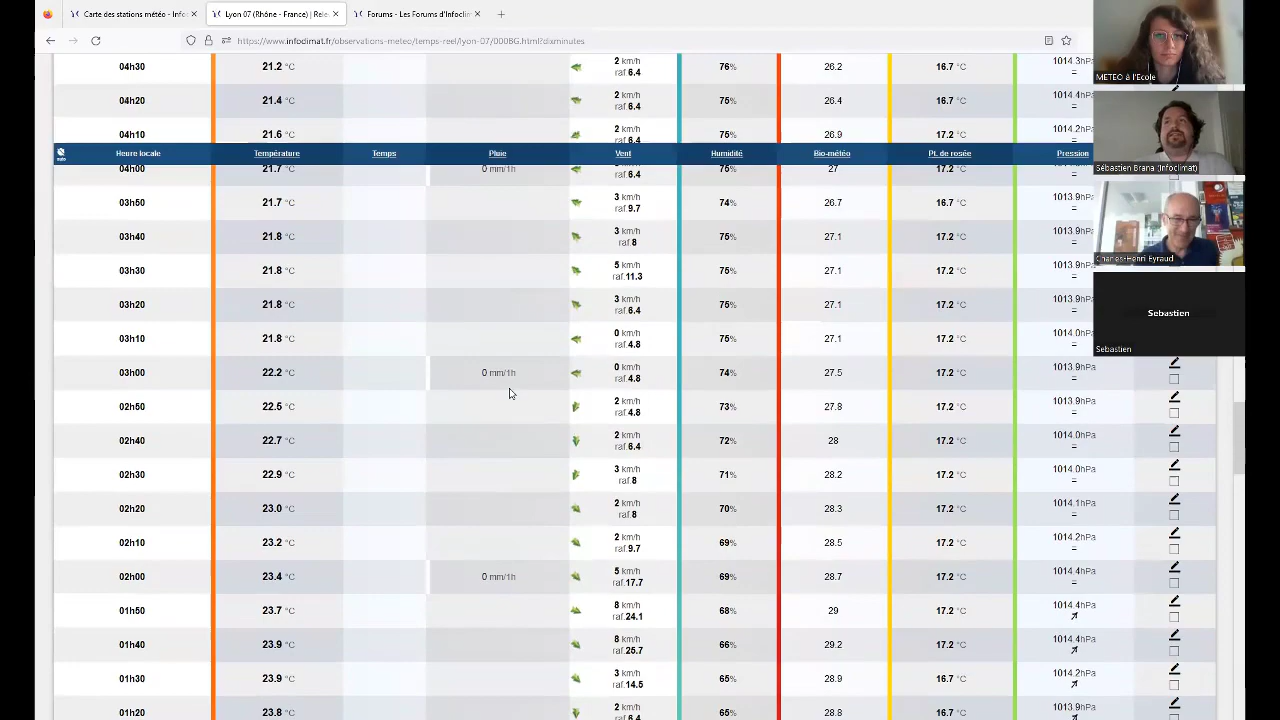 Carte des stations météo - Info
Lyon 07 (Rhône - France) | Rele
Forums - Les Forums d'Infoclim
https://www.infoclimat.fr/observations-meteo/temps-reel/lyon-07/000BG.html?dixminutes
04h30 21.2 °C 2 km/h raf.6.4 76% 26.2 16.7 °C 1014.3hPa =
04h20 21.4 °C 2 km/h raf.6.4 75% 26.4 16.7 °C 1014.4hPa =
04h10 21.6 °C 2 km/h raf.6.4 75% 26.9 17.2 °C 1014.2hPa
auto Heure locale Température Temps Pluie Vent Humidité Bio-météo Pt. de rosée Pression
04h00 21.7 °C 0 mm/1h raf.6.4 27 17.2 °C
03h50 21.7 °C 3 km/h raf.9.7 74% 26.7 16.7 °C 1013.9hPa =
03h40 21.8 °C 3 km/h raf.8 75% 27.1 17.2 °C 1013.9hPa =
03h30 21.8 °C 5 km/h raf.11.3 75% 27.1 17.2 °C 1013.9hPa =
03h20 21.8 °C 3 km/h raf.6.4 75% 27.1 17.2 °C 1013.9hPa =
03h10 21.8 °C 0 km/h raf.4.8 75% 27.1 17.2 °C 1014.0hPa =
03h00 22.2 °C 0 mm/1h 0 km/h raf.4.8 74% 27.5 17.2 °C 1013.9hPa =
02h50 22.5 °C 2 km/h raf.4.8 73% 27.8 17.2 °C 1013.9hPa =
02h40 22.7 °C 2 km/h raf.6.4 72% 28 17.2 °C 1014.0hPa =
02h30 22.9 °C 3 km/h raf.8 71% 28.2 17.2 °C 1014.0hPa =
02h20 23.0 °C 2 km/h raf.8 70% 28.3 17.2 °C 1014.1hPa =
02h10 23.2 °C 2 km/h raf.9.7 69% 28.5 17.2 °C 1014.2hPa =
02h00 23.4 °C 0 mm/1h 5 km/h raf.17.7 69% 28.7 17.2 °C 1014.4hPa =
01h50 23.7 °C 8 km/h raf.24.1 68% 29 17.2 °C 1014.4hPa
01h40 23.9 °C 8 km/h raf.25.7 66% 29.2 17.2 °C 1014.4hPa
01h30 23.9 °C 3 km/h raf.14.5 65% 28.9 16.7 °C 1014.2hPa
01h20 23.8 °C 2 km/h raf.6.4 65% 28.8 16.7 °C 1013.9hPa
METEO à l'Ecole
Sébastien Brana (Infoclimat)
Charles-Henri Eyraud
Sebastien
Sebastien